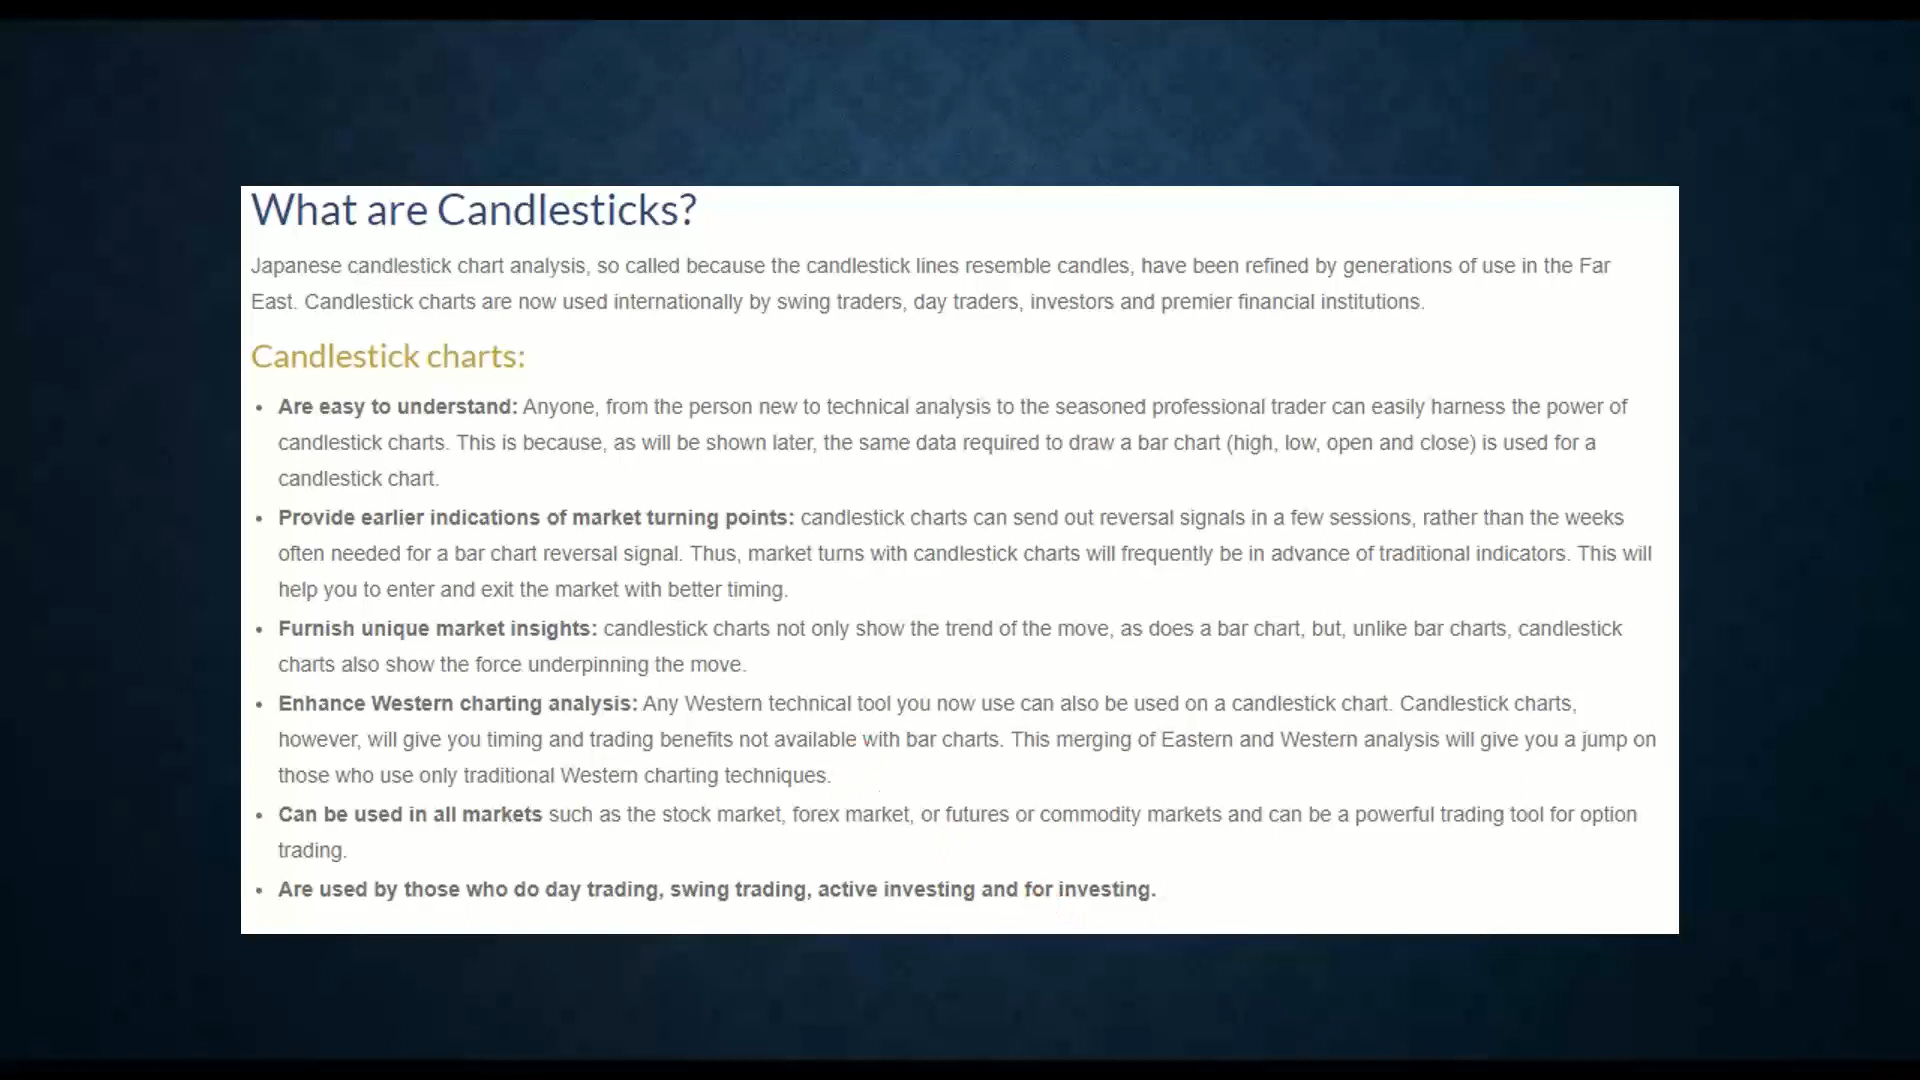 What are Candlesticks?
Japanese candlestick chart analysis, so called because the candlestick lines resemble candles, have been refined by generations of use in the Far
East. Candlestick charts are now used internationally by swing traders, day traders, investors and premier financial institutions.
Candlestick charts:
• Are easy to understand: Anyone, from the person new to technical analysis to the seasoned professional trader can easily harness the power of
candlestick charts. This is because, as will be shown later, the same data required to draw a bar chart (high, low, open and close) is used for a
candlestick chart.
• Provide earlier indications of market turning points: candlestick charts can send out reversal signals in a few sessions, rather than the weeks
often needed for a bar chart reversal signal. Thus, market turns with candlestick charts will frequently be in advance of traditional indicators. This will
help you to enter and exit the market with better timing.
• Furnish unique market insights: candlestick charts not only show the trend of the move, as does a bar chart, but, unlike bar charts, candlestick
charts also show the force underpinning the move.
• Enhance Western charting analysis: Any Western technical tool you now use can also be used on a candlestick chart. Candlestick charts,
however, will give you timing and trading benefits not available with bar charts. This merging of Eastern and Western analysis will give you a jump on
those who use only traditional Western charting techniques.
• Can be used in all markets such as the stock market, forex market, or futures or commodity markets and can be a powerful trading tool for option
trading.
• Are used by those who do day trading, swing trading, active investing and for investing.